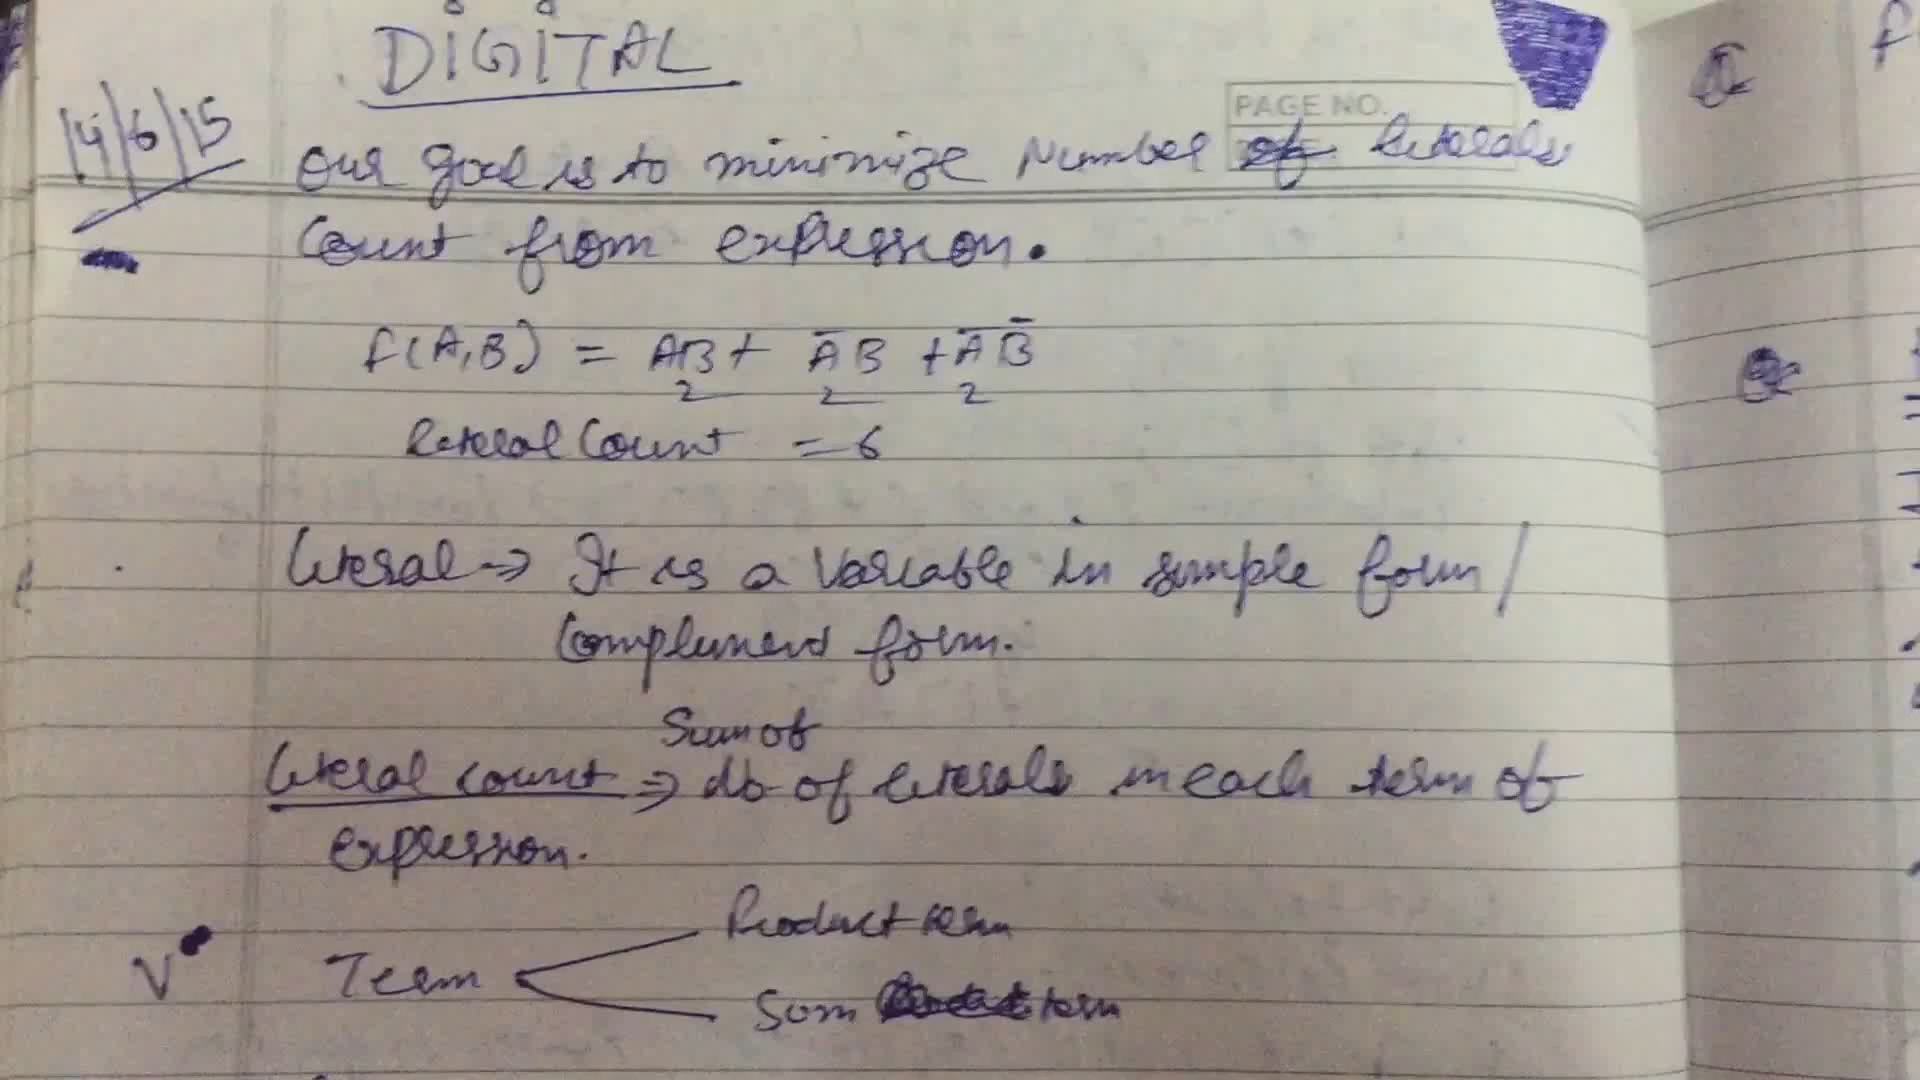 DIGITAL
14/6/15
PAGE NO.
our goal is to minimize Number of literals
Count from expression.
f(A,B) = AB + A̅B + A̅B̅
2 2 2
literal Count = 6
literal → It is a variable in simple form/
Complement form.
Sum of
literal count ⇒ No of literals in each term of
expression.
Product term
V Term
Sum term